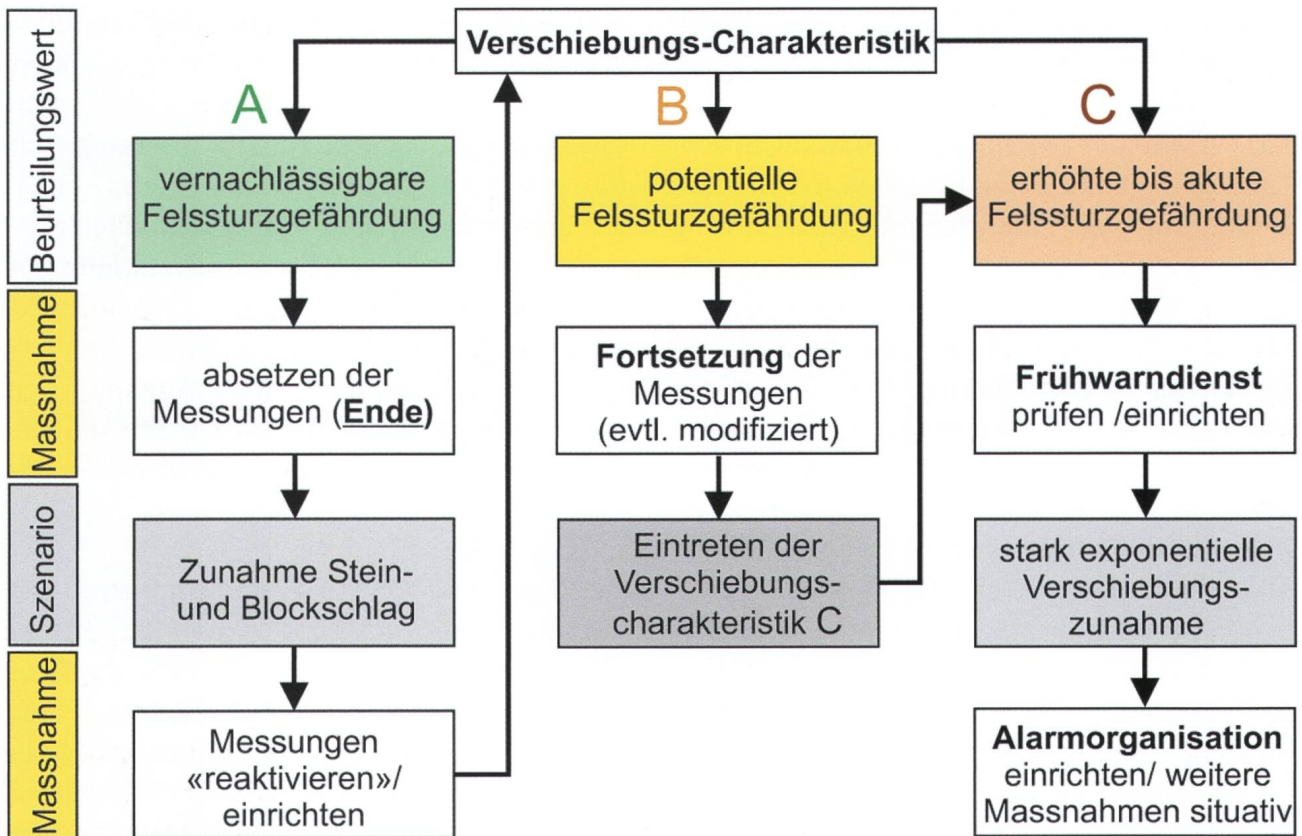 Verschiebungs-Charakteristik
A
B
C
Beurteilungswert
vernachlässigbare
Felssturzgefährdung
potentielle
Felssturzgefährdung
erhöhte bis akute
Felssturzgefährdung
Massnahme
absetzen der
Messungen (Ende)
Fortsetzung der
Messungen
(evtl. modifiziert)
Frühwarndienst
prüfen /einrichten
Szenario
Zunahme Stein-
und Blockschlag
Eintreten der
Verschiebungs-
charakteristik C
stark exponentielle
Verschiebungs-
zunahme
Massnahme
Messungen
«reaktivieren»/
einrichten
Alarmorganisation
einrichten/ weitere
Massnahmen situativ